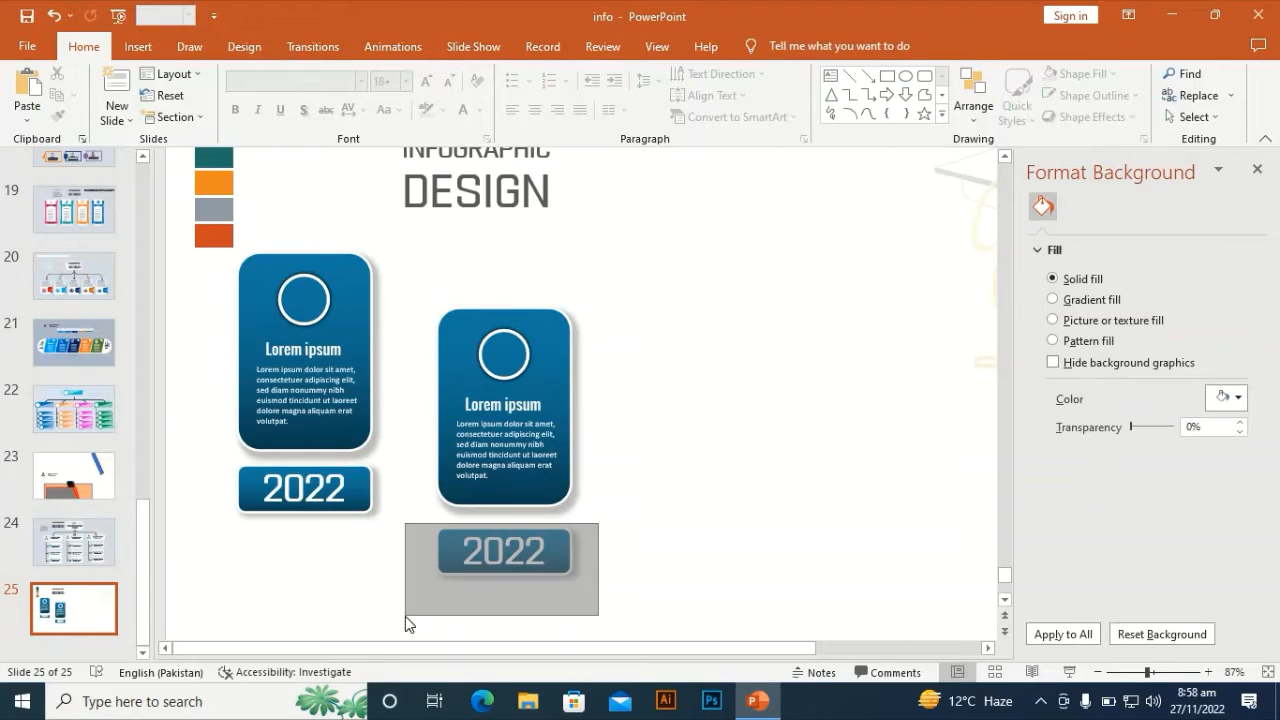 info - PowerPoint
Sign in
File Home Insert Draw Design Transitions Animations Slide Show Record Review View Help Tell me what you want to do
Paste
New Slide
Layout
Reset
Section
18+
B I U S abc AV Aa A
Text Direction
Align Text
Convert to SmartArt
Arrange
Quick Styles
Shape Fill
Shape Outline
Shape Effects
Find
Replace
Select
Clipboard Slides Font Paragraph Drawing Editing
19
20
21
22
23
24
25
INFOGRAPHIC
DESIGN
Lorem ipsum
Lorem ipsum dolor sit amet,
consectetuer adipiscing elit,
sed diam nonummy nibh
euismod tincidunt ut laoreet
dolore magna aliquam erat
volutpat.
2022
Lorem ipsum
Lorem ipsum dolor sit amet,
consectetuer adipiscing elit,
sed diam nonummy nibh
euismod tincidunt ut laoreet
dolore magna aliquam erat
volutpat.
2022
Format Background
Fill
Solid fill
Gradient fill
Picture or texture fill
Pattern fill
Hide background graphics
Color
Transparency 0%
Apply to All Reset Background
Slide 25 of 25 English (Pakistan) Accessibility: Investigate Notes Comments 87%
Type here to search
Ai
Ps
12°C Haze
8:58 am
27/11/2022